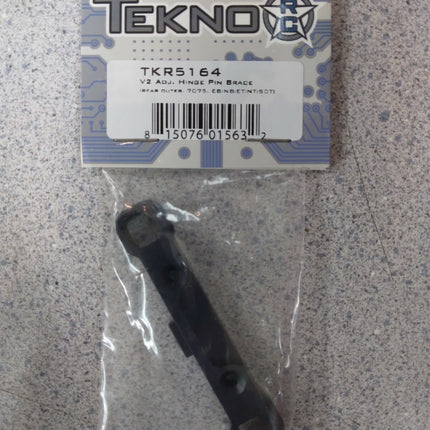 TEKNO RC
TKR5164
V2 Adj. Hinge Pin Brace
(rear outer, 7075, EB/NB/ET/NT/SCT)
8 15076 01563 2